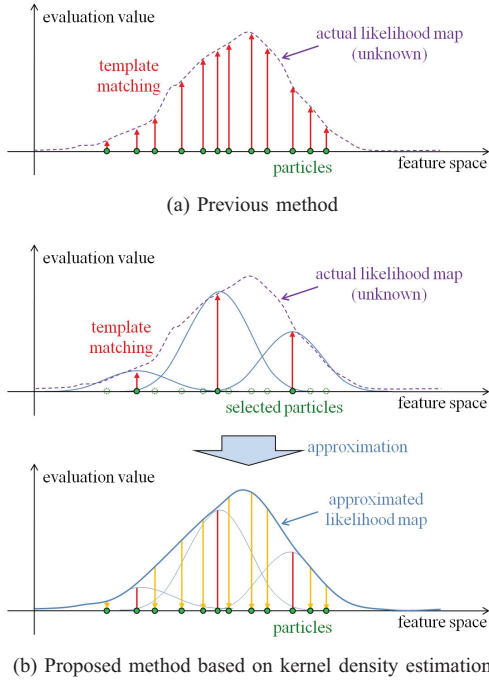 evaluation value
actual likelihood map
(unknown)
template
matching
feature space
particles
(a) Previous method
evaluation value
actual likelihood map
(unknown)
template
matching
selected particles
feature space
approximation
evaluation value
approximated
likelihood map
feature space
particles
(b) Proposed method based on kernel density estimation